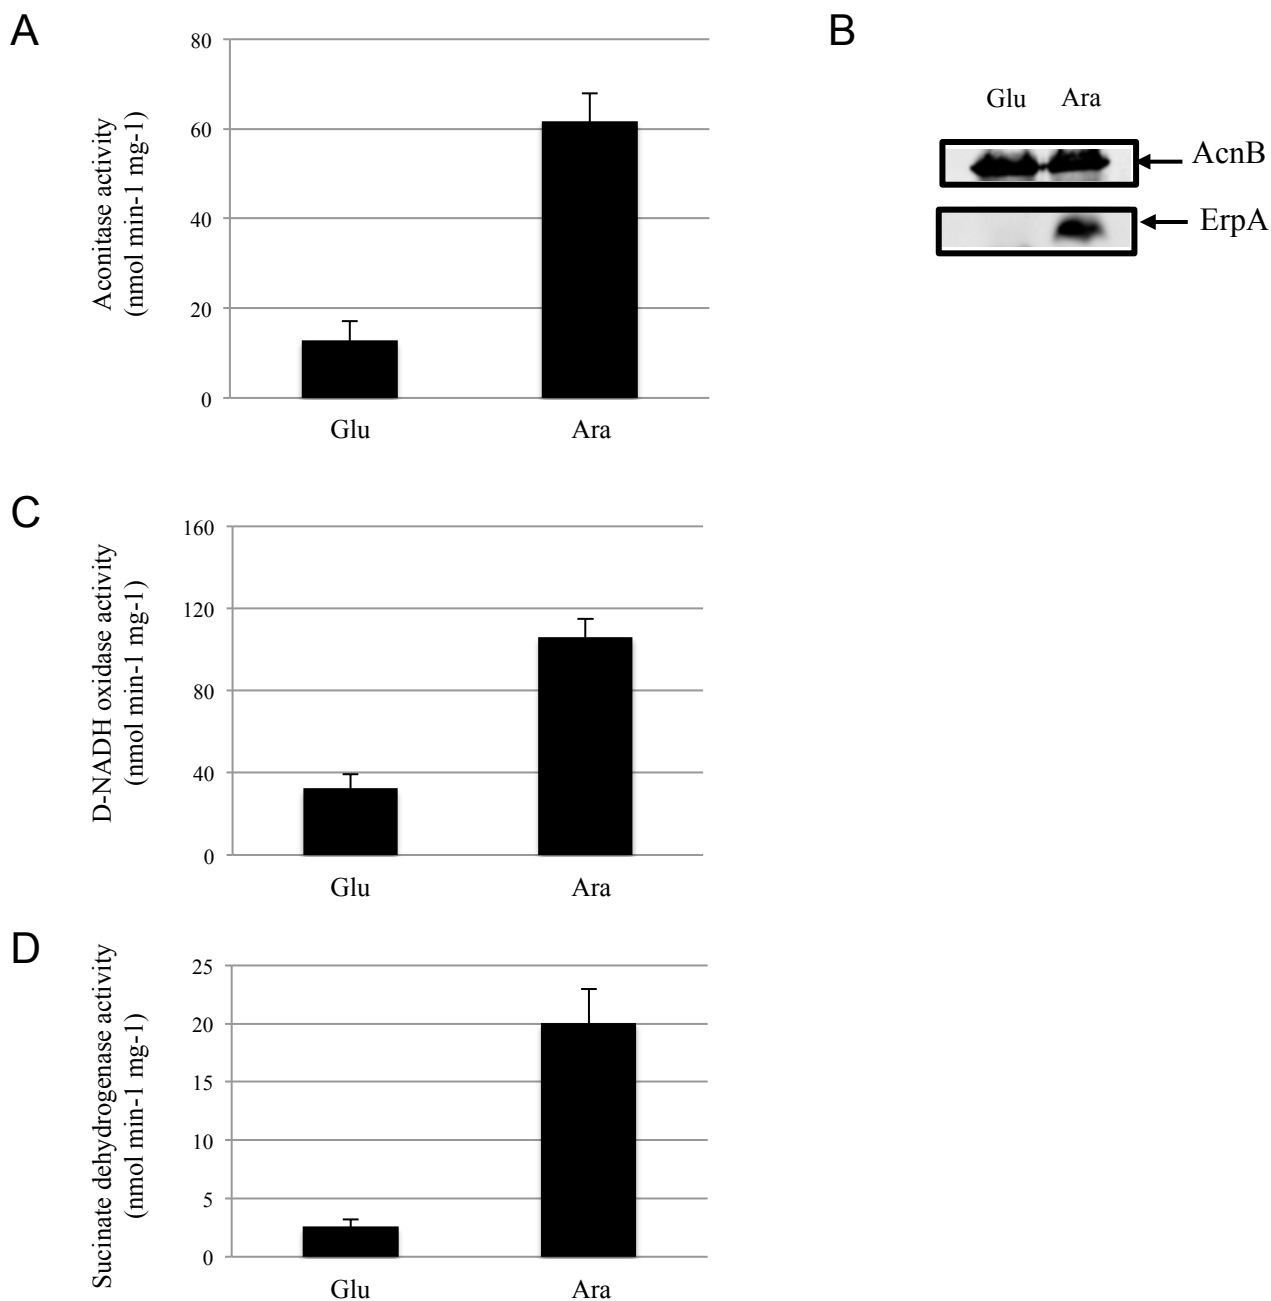 A
Aconitase activity
(nmol min-1 mg-1)
80
60
40
20
0
Glu Ara
B
Glu Ara
AcnB
ErpA
C
D-NADH oxidase activity
(nmol min-1 mg-1)
160
120
80
40
0
Glu Ara
D
Sucinate dehydrogenase activity
(nmol min-1 mg-1)
25
20
15
10
5
0
Glu Ara